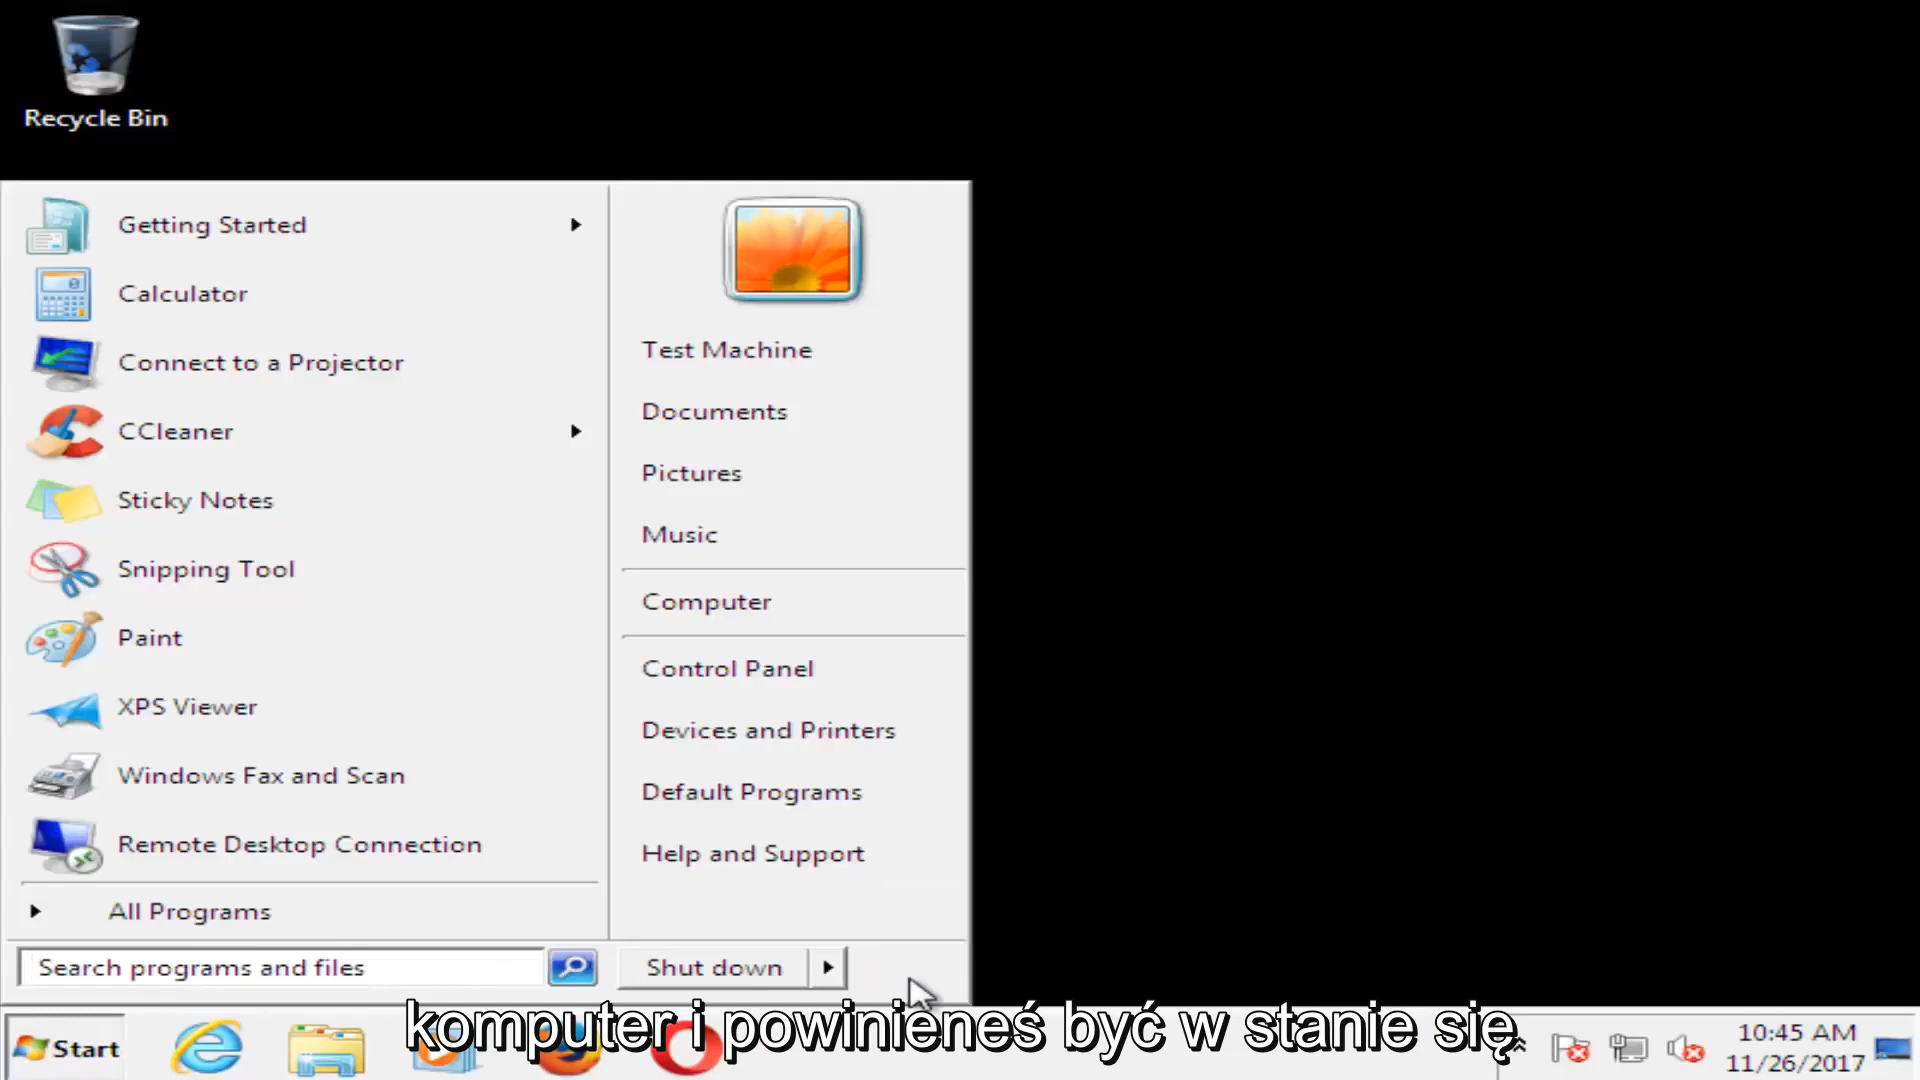 Recycle Bin
Getting Started
Calculator
Connect to a Projector
CCleaner
Sticky Notes
Snipping Tool
Paint
XPS Viewer
Windows Fax and Scan
Remote Desktop Connection
All Programs
Search programs and files
Test Machine
Documents
Pictures
Music
Computer
Control Panel
Devices and Printers
Default Programs
Help and Support
Shut down
komputer i powinieneś być w stanie się
Start
10:45 AM
11/26/2017